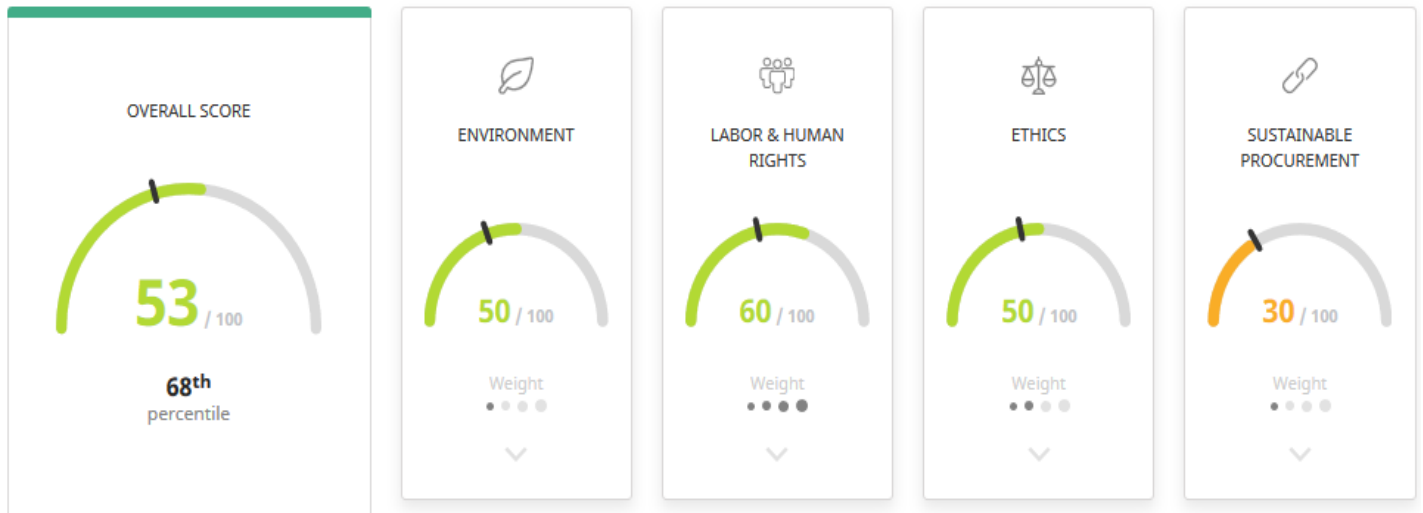 OVERALL SCORE
53 / 100
68th
percentile
ENVIRONMENT
50 / 100
Weight
LABOR & HUMAN
RIGHTS
60 / 100
Weight
ETHICS
50 / 100
Weight
SUSTAINABLE
PROCUREMENT
30 / 100
Weight